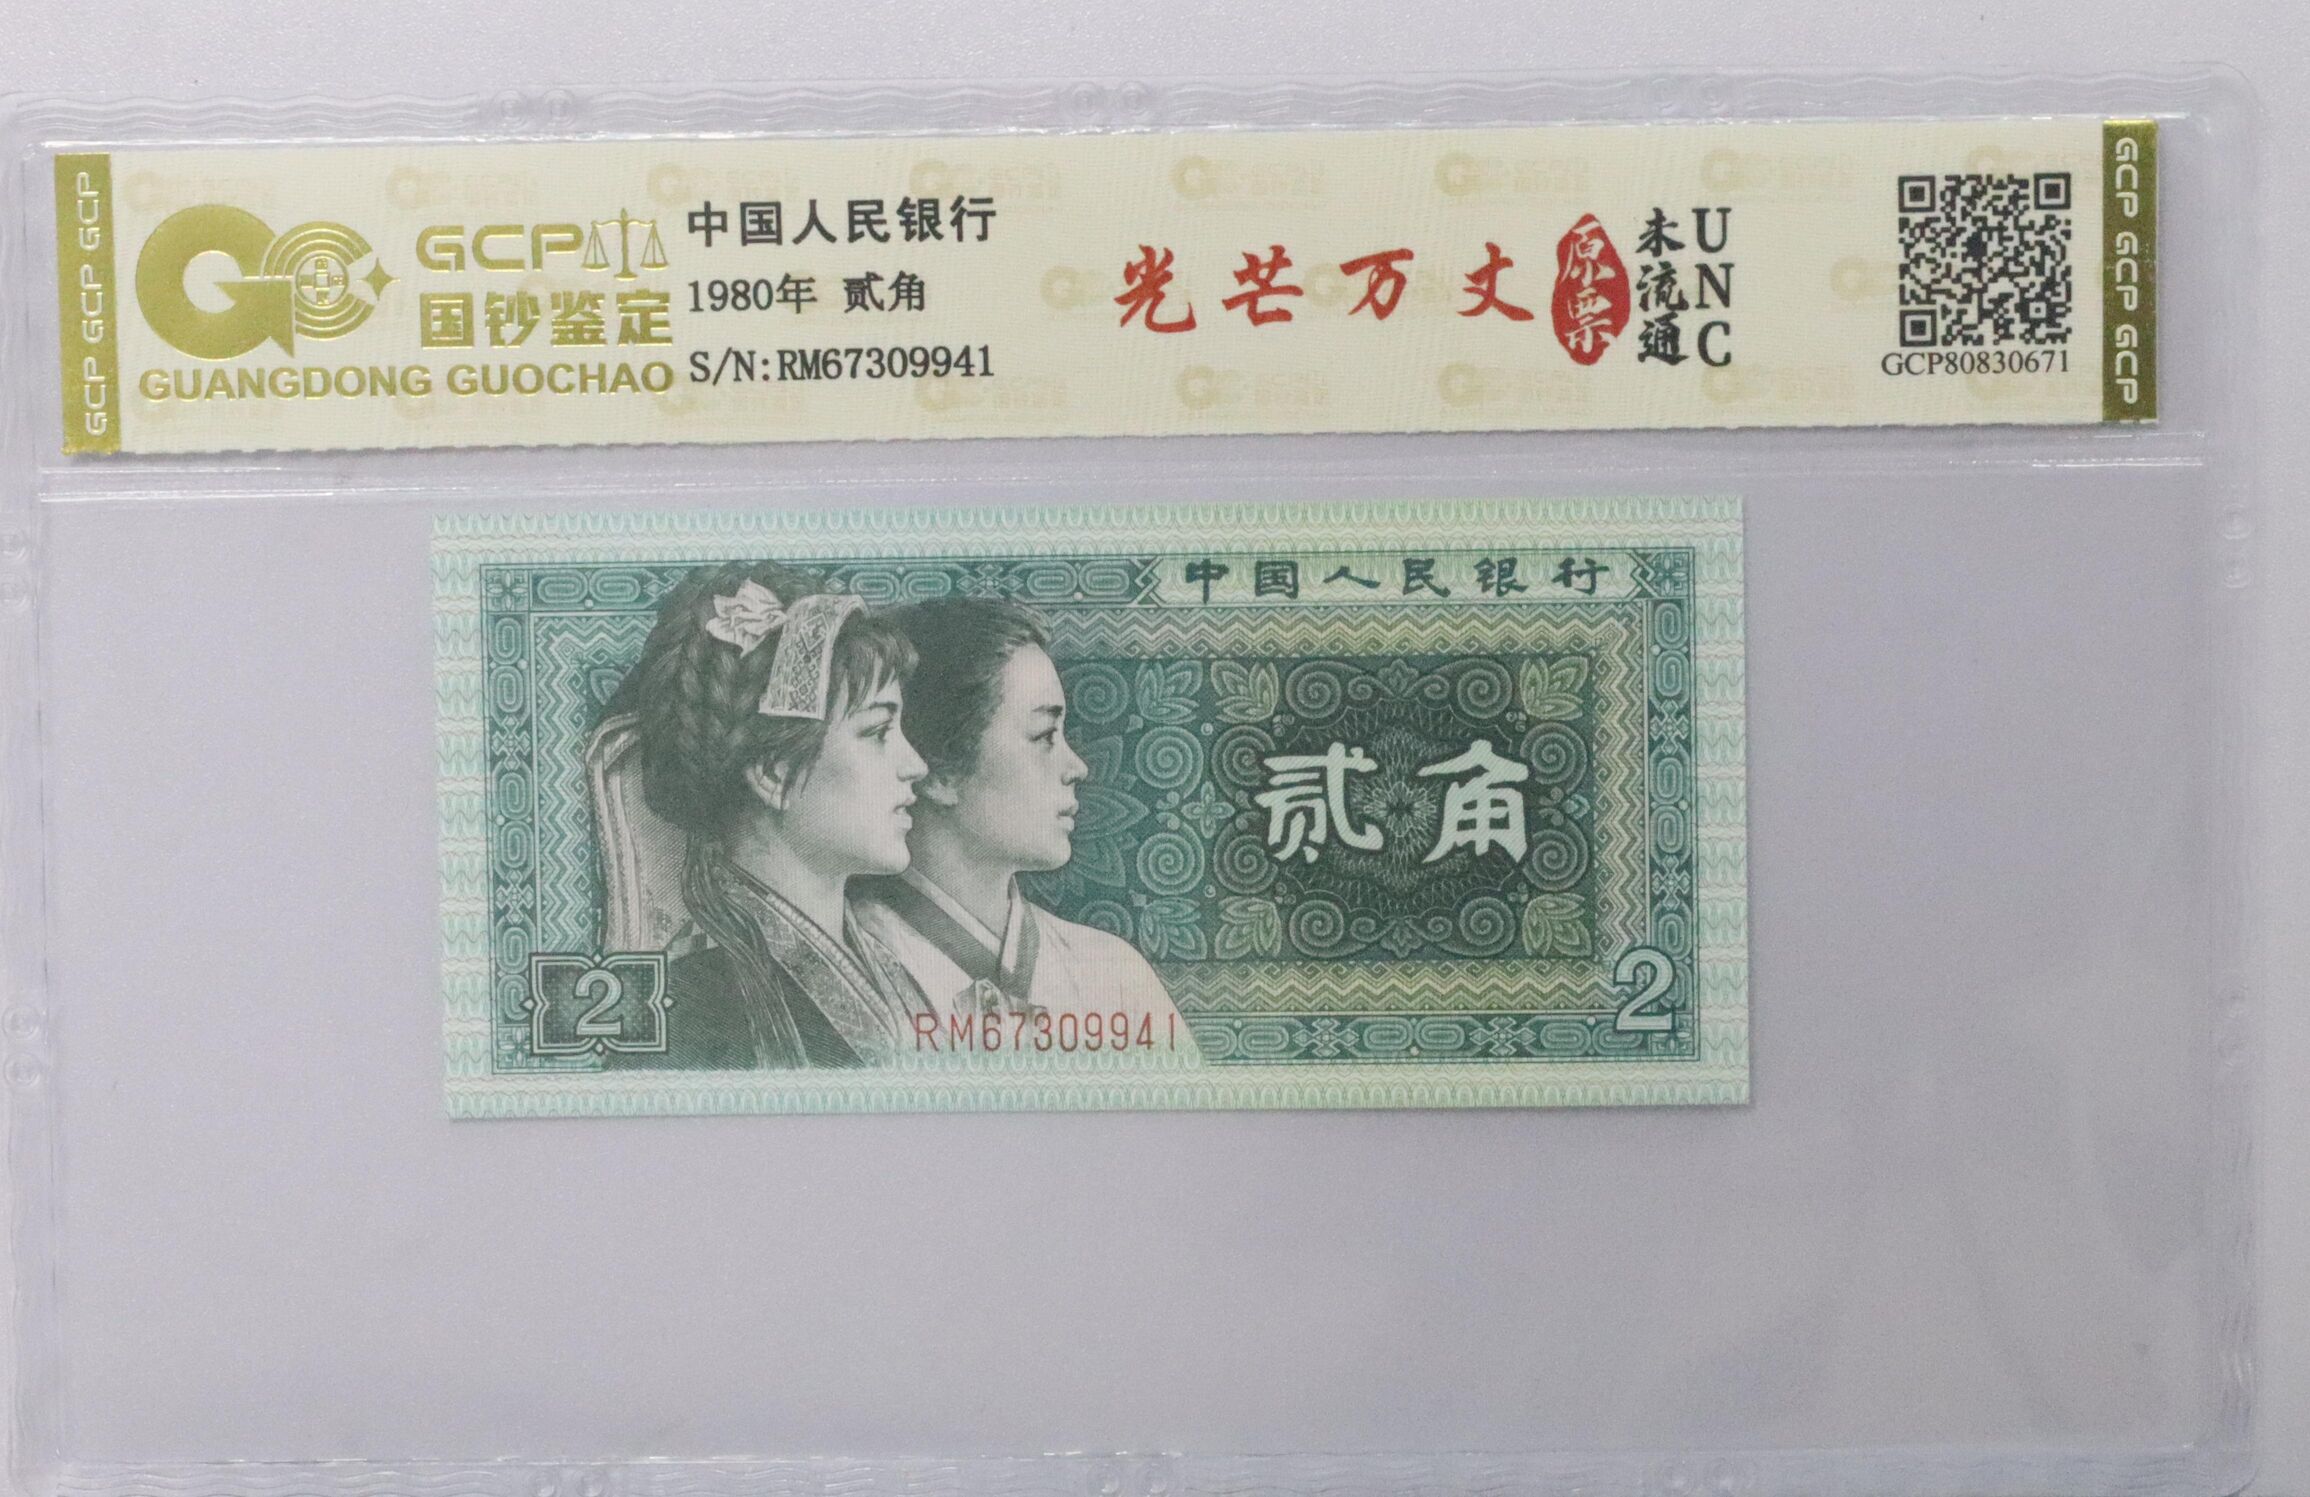 GCP GCP GCP
GCP
国钞鉴定
GUANGDONG GUOCHAO
中国人民银行
1980年 贰角
S/N:RM67309941
光芒万丈
原票
未流通
UNC
GCP80830671
GCP GCP GCP
中国人民银行
贰角
2
2
RM67309941